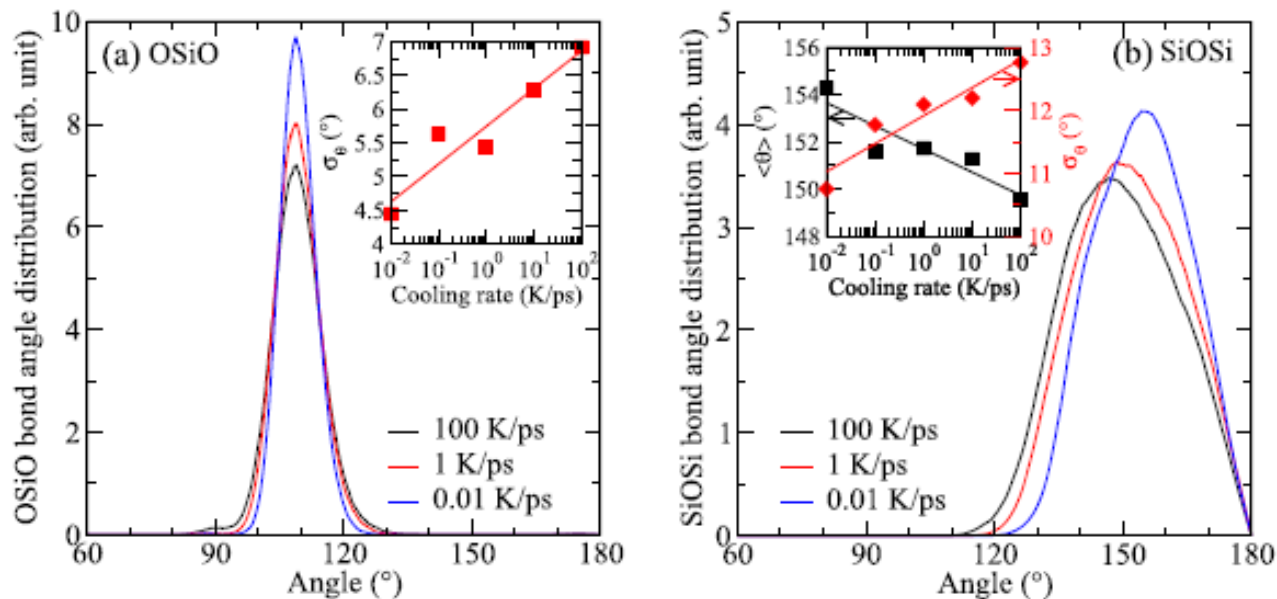 (a) OSiO
OSiO bond angle distribution (arb. unit)
10
8
6
4
2
0
60 90 120 150 180
Angle (°)
100 K/ps
1 K/ps
0.01 K/ps
σθ (°)
7
6.5
6
5.5
5
4.5
4
10⁻² 10⁻¹ 10⁰ 10¹ 10²
Cooling rate (K/ps)
(b) SiOSi
SiOSi bond angle distribution (arb. unit)
5
4
3
2
1
0
60 90 120 150 180
Angle (°)
100 K/ps
1 K/ps
0.01 K/ps
<θ> (°)
156
154
152
150
148
13
12
11
10
σθ (°)
10⁻² 10⁻¹ 10⁰ 10¹ 10²
Cooling rate (K/ps)